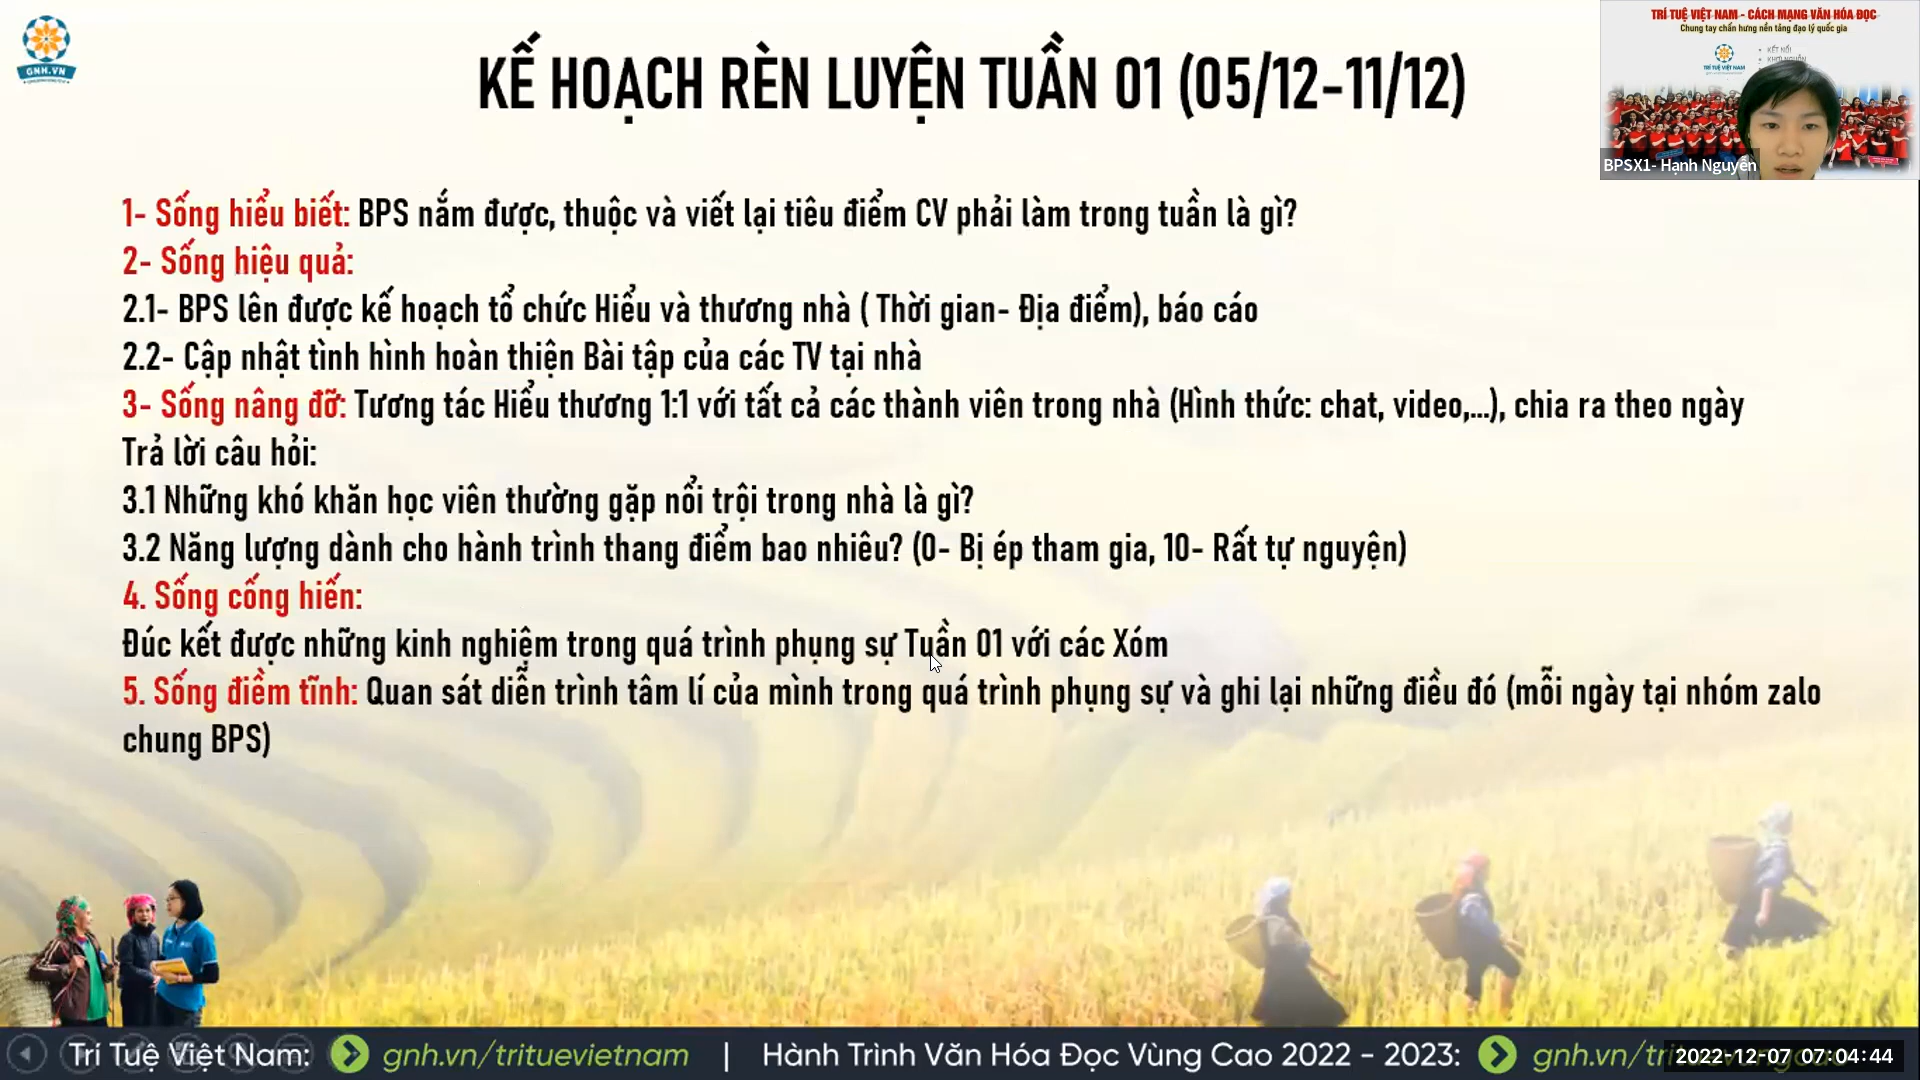 GNH.VN
KẾ HOẠCH RÈN LUYỆN TUẦN 01 (05/12-11/12)
TRÍ TUỆ VIỆT NAM - CÁCH MẠNG VĂN HÓA ĐỌC
Chung tay chấn hưng nền tảng đạo lý quốc gia
KẾT NỐI
TRÍ TUỆ VIỆT NAM
BPSX1- Hạnh Nguyễn
1- Sống hiểu biết: BPS nắm được, thuộc và viết lại tiêu điểm CV phải làm trong tuần là gì?
2- Sống hiệu quả:
2.1- BPS lên được kế hoạch tổ chức Hiểu và thương nhà ( Thời gian- Địa điểm), báo cáo
2.2- Cập nhật tình hình hoàn thiện Bài tập của các TV tại nhà
3- Sống nâng đỡ: Tương tác Hiểu thương 1:1 với tất cả các thành viên trong nhà (Hình thức: chat, video,...), chia ra theo ngày
Trả lời câu hỏi:
3.1 Những khó khăn học viên thường gặp nổi trội trong nhà là gì?
3.2 Năng lượng dành cho hành trình thang điểm bao nhiêu? (0- Bị ép tham gia, 10- Rất tự nguyện)
4. Sống cống hiến:
Đúc kết được những kinh nghiệm trong quá trình phụng sự Tuần 01 với các Xóm
5. Sống điềm tĩnh: Quan sát diễn trình tâm lí của mình trong quá trình phụng sự và ghi lại những điều đó (mỗi ngày tại nhóm zalo
chung BPS)
Trí Tuệ Việt Nam: gnh.vn/trituevietnam | Hành Trình Văn Hóa Đọc Vùng Cao 2022 - 2023: gnh.vn/
2022-12-07 07:04:44